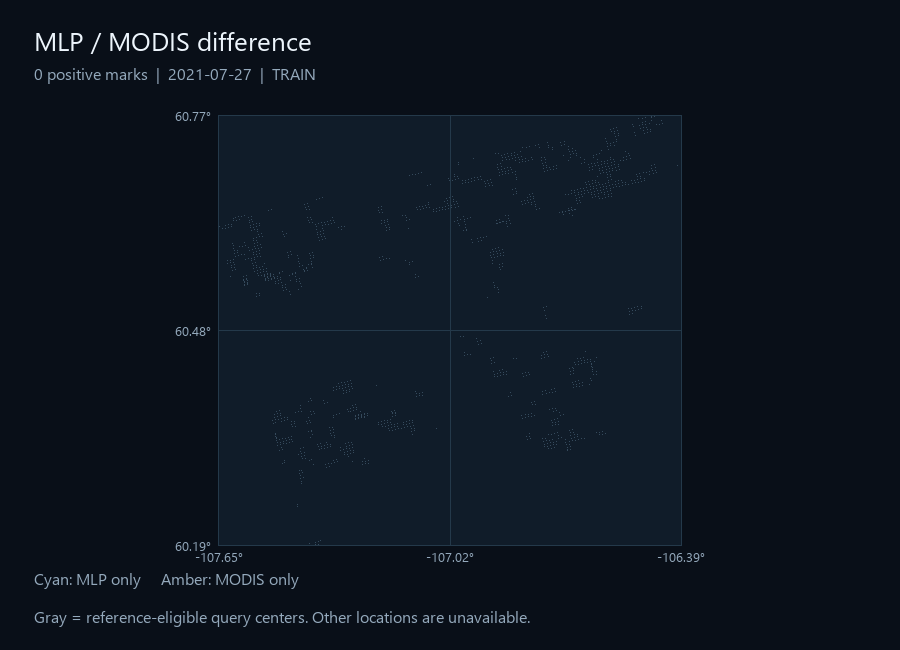 MLP / MODIS difference
0 positive marks | 2021-07-27 | TRAIN
60.77°
60.48°
60.19°
-107.65° -107.02° -106.39°
Cyan: MLP only Amber: MODIS only
Gray = reference-eligible query centers. Other locations are unavailable.